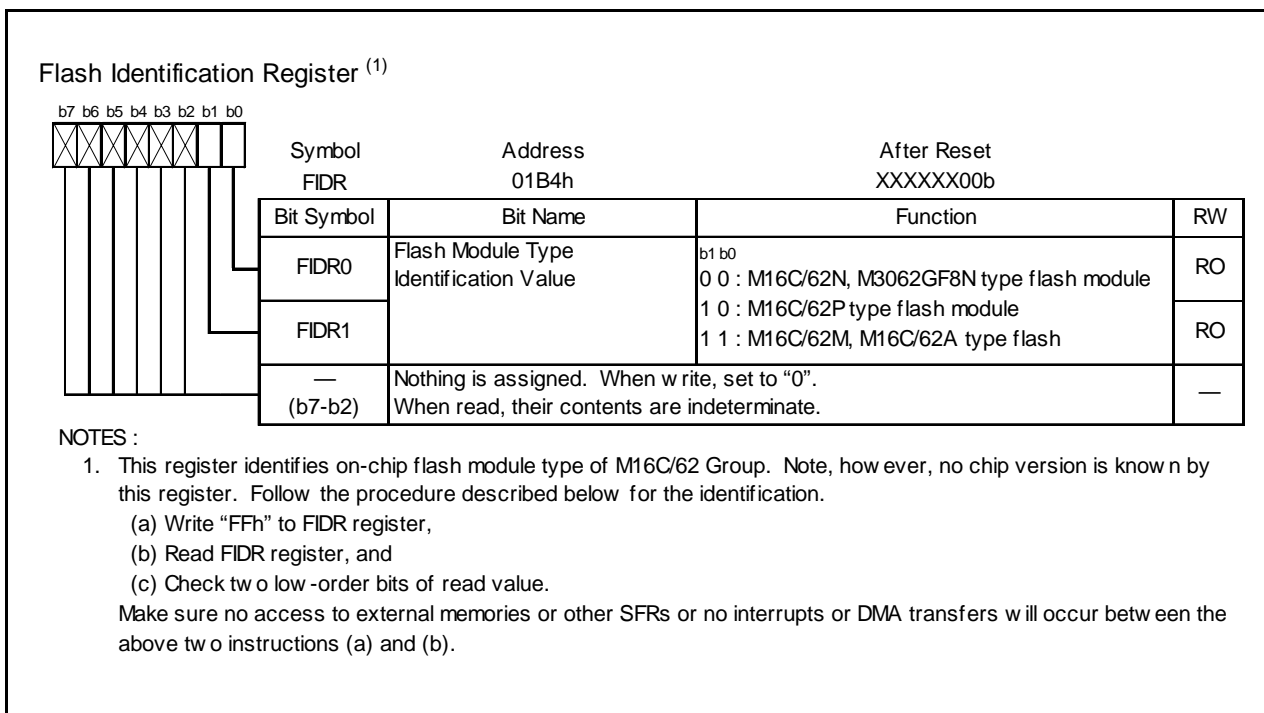 Flash Identification Register (1)
b7 b6 b5 b4 b3 b2 b1 b0
Symbol Address After Reset
FIDR 01B4h XXXXXX00b
Bit Symbol Bit Name Function RW
FIDR0 Flash Module Type Identification Value b1 b0
0 0 : M16C/62N, M3062GF8N type flash module RO
1 0 : M16C/62P type flash module
FIDR1 1 1 : M16C/62M, M16C/62A type flash RO
— Nothing is assigned. When write, set to “0”. —
(b7-b2) When read, their contents are indeterminate.
NOTES :
1. This register identifies on-chip flash module type of M16C/62 Group. Note, however, no chip version is known by
this register. Follow the procedure described below for the identification.
(a) Write “FFh” to FIDR register,
(b) Read FIDR register, and
(c) Check two low-order bits of read value.
Make sure no access to external memories or other SFRs or no interrupts or DMA transfers will occur between the
above two instructions (a) and (b).